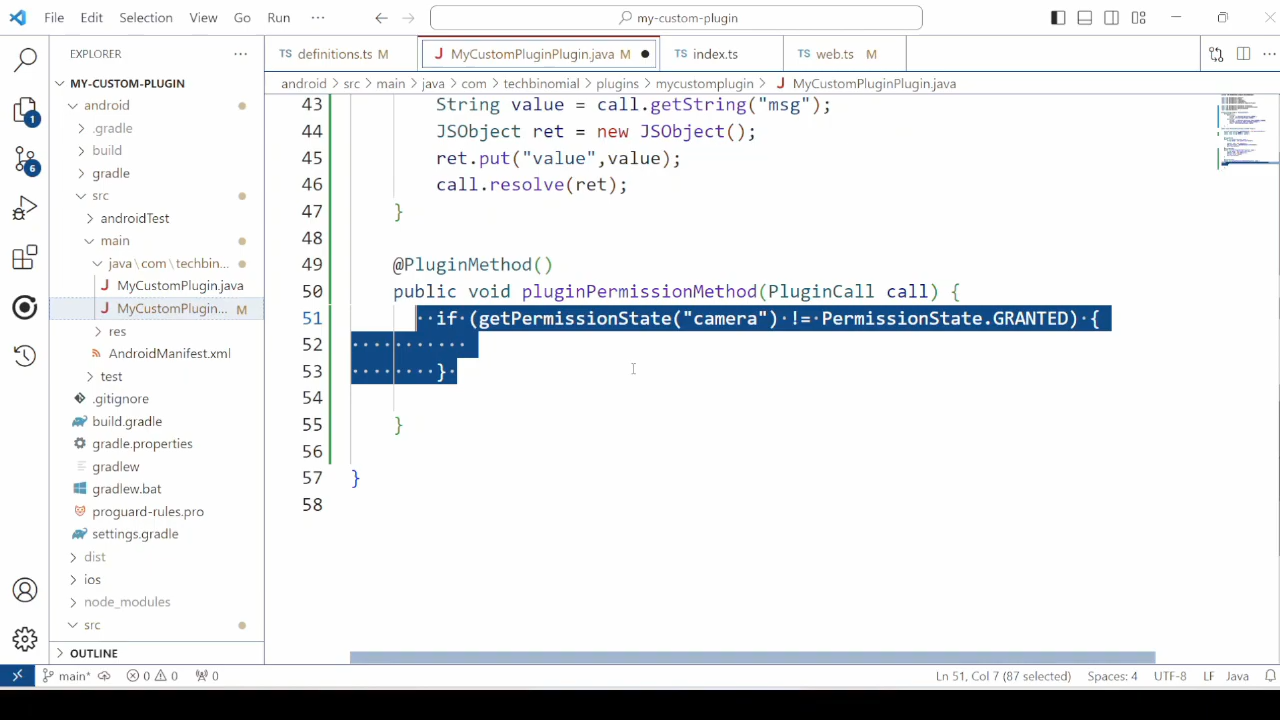 File Edit Selection View Go Run ··· my-custom-plugin
EXPLORER ···
TS definitions.ts M
J MyCustomPluginPlugin.java M ●
TS index.ts
TS web.ts M
MY-CUSTOM-PLUGIN
android > src > main > java > com > techbinomial > plugins > mycustomplugin > J MyCustomPluginPlugin.java
android
.gradle
build
gradle
src
androidTest
main
java\com\techbin...
J MyCustomPlugin.java
J MyCustomPlugin... M
res
AndroidManifest.xml
test
.gitignore
build.gradle
gradle.properties
gradlew
gradlew.bat
proguard-rules.pro
settings.gradle
dist
ios
node_modules
src
OUTLINE
1
6
43 String value = call.getString("msg");
44 JSObject ret = new JSObject();
45 ret.put("value",value);
46 call.resolve(ret);
47 }
48
49 @PluginMethod()
50 public void pluginPermissionMethod(PluginCall call) {
51 if (getPermissionState("camera") != PermissionState.GRANTED) {
52
53 }
54
55 }
56
57 }
58
main* 0 0 0 Ln 51, Col 7 (87 selected) Spaces: 4 UTF-8 LF Java